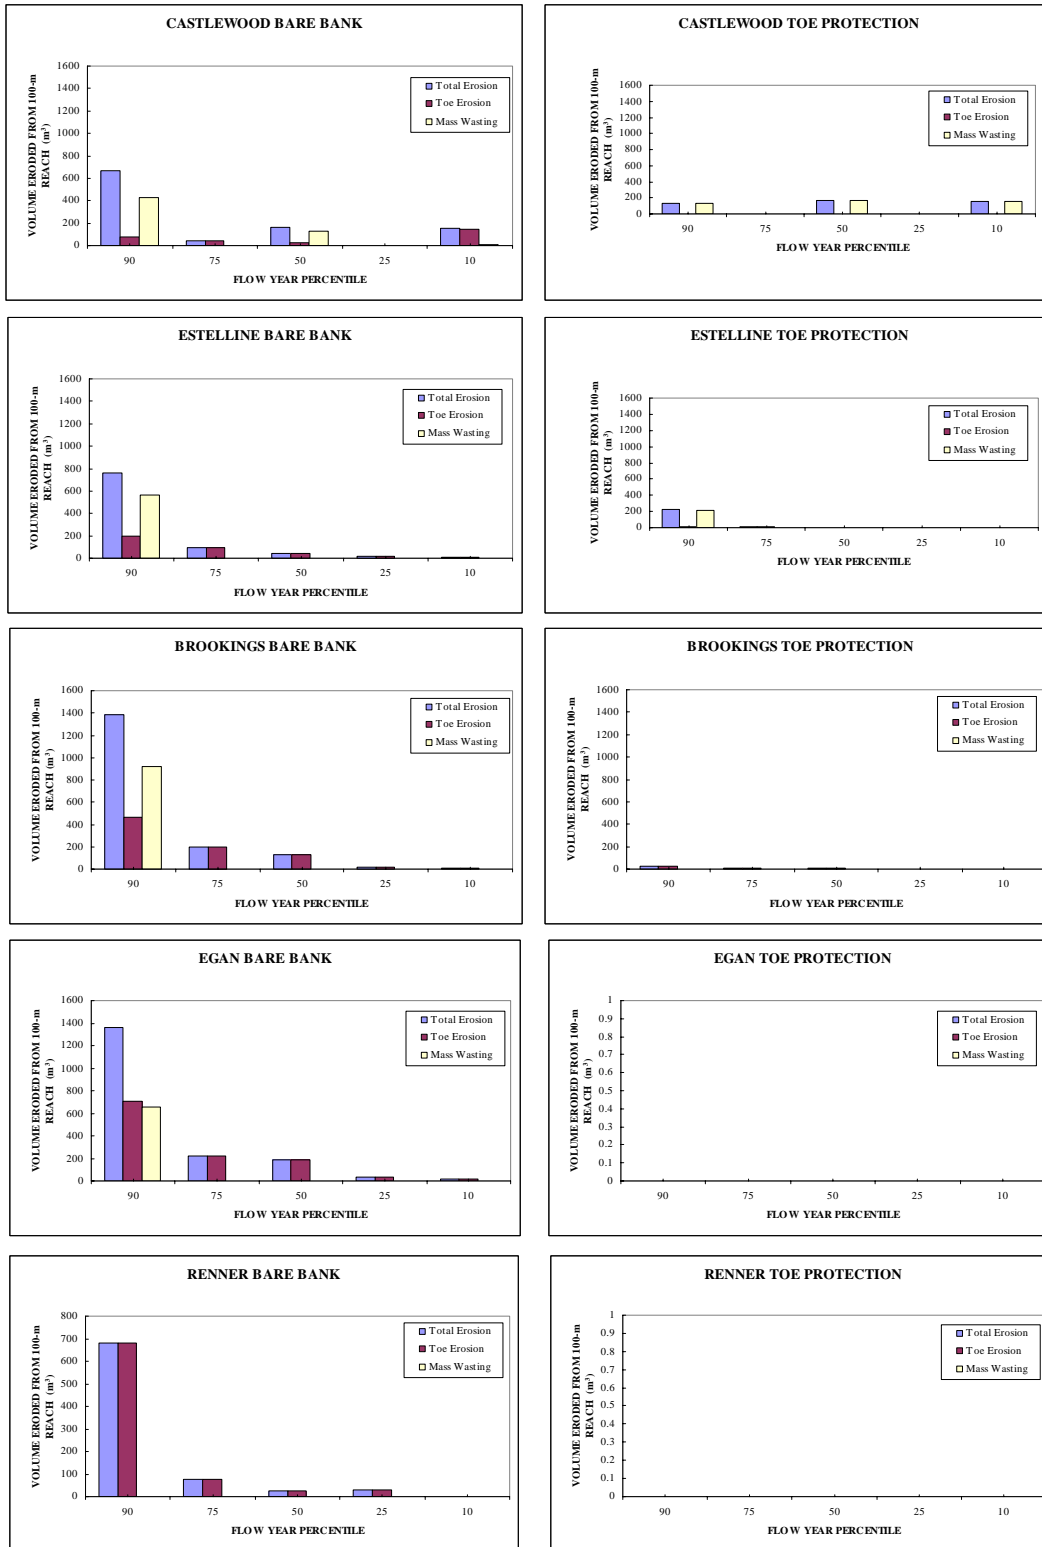 CASTLEWOOD BARE BANK
VOLUME ERODED FROM 100-m
REACH (m³)
1600
1400
1200
1000
800
600
400
200
0
Total Erosion
Toe Erosion
Mass Wasting
90 75 50 25 10
FLOW YEAR PERCENTILE
CASTLEWOOD TOE PROTECTION
VOLUME ERODED FROM 100-m
REACH (m³)
1600
1400
1200
1000
800
600
400
200
0
Total Erosion
Toe Erosion
Mass Wasting
90 75 50 25 10
FLOW YEAR PERCENTILE
ESTELLINE BARE BANK
VOLUME ERODED FROM 100-m
REACH (m³)
1600
1400
1200
1000
800
600
400
200
0
Total Erosion
Toe Erosion
Mass Wasting
90 75 50 25 10
FLOW YEAR PERCENTILE
ESTELLINE TOE PROTECTION
VOLUME ERODED FROM 100-m
REACH (m³)
1600
1400
1200
1000
800
600
400
200
0
Total Erosion
Toe Erosion
Mass Wasting
90 75 50 25 10
FLOW YEAR PERCENTILE
BROOKINGS BARE BANK
VOLUME ERODED FROM 100-m
REACH (m³)
1600
1400
1200
1000
800
600
400
200
0
Total Erosion
Toe Erosion
Mass Wasting
90 75 50 25 10
FLOW YEAR PERCENTILE
BROOKINGS TOE PROTECTION
VOLUME ERODED FROM 100-m
REACH (m³)
1600
1400
1200
1000
800
600
400
200
0
Total Erosion
Toe Erosion
Mass Wasting
90 75 50 25 10
FLOW YEAR PERCENTILE
EGAN BARE BANK
VOLUME ERODED FROM 100-m
REACH (m³)
1600
1400
1200
1000
800
600
400
200
0
Total Erosion
Toe Erosion
Mass Wasting
90 75 50 25 10
FLOW YEAR PERCENTILE
EGAN TOE PROTECTION
VOLUME ERODED FROM 100-m
REACH (m³)
1
0.9
0.8
0.7
0.6
0.5
0.4
0.3
0.2
0.1
0
Total Erosion
Toe Erosion
Mass Wasting
90 75 50 25 10
FLOW YEAR PERCENTILE
RENNER BARE BANK
VOLUME ERODED FROM 100-m
REACH (m³)
800
700
600
500
400
300
200
100
0
Total Erosion
Toe Erosion
Mass Wasting
90 75 50 25 10
FLOW YEAR PERCENTILE
RENNER TOE PROTECTION
VOLUME ERODED FROM 100-m
REACH (m³)
1
0.9
0.8
0.7
0.6
0.5
0.4
0.3
0.2
0.1
0
Total Erosion
Toe Erosion
Mass Wasting
90 75 50 25 10
FLOW YEAR PERCENTILE